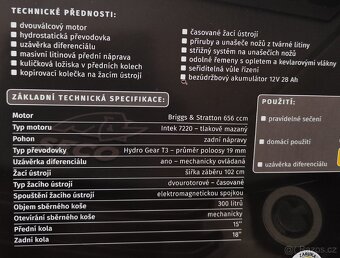 TECHNICKÉ PŘEDNOSTI:
dvouválcový motor
hydrostatická převodovka
uzávěrka diferenciálu
masivní litinová přední náprava
kuličková ložiska v předních kolech
kopírovací kolečka na žacím ústrojí
časované žací ústrojí
příruby a unašeče nožů z tvárné litiny
střižný systém na unašečích nožů
odolné řemeny s opletem a kevlarovými vlákny
seřiditelná vůle řízení
bezúdržbový akumulátor 12V 28 Ah
ZÁKLADNÍ TECHNICKÁ SPECIFIKACE:
Motor Briggs & Stratton 656 ccm
Typ motoru Intek 7220 – tlakově mazaný
Pohon zadní nápravy
Typ převodovky Hydro Gear T3 – průměr poloosy 19 mm
Uzávěrka diferenciálu ano – mechanicky ovládaná
Žací ústrojí šířka záběru 102 cm
Typ žacího ústrojí dvourotorové – časované
Spouštění žacího ústrojí elektromagnetickou spojkou
Objem sběrného koše 300 litrů
Otevírání sběrného koše mechanicky
Přední kola 15"
Zadní kola 18"
POUŽITÍ:
pravidelné sečení
domácí použití
uzávěrka diferenciálu